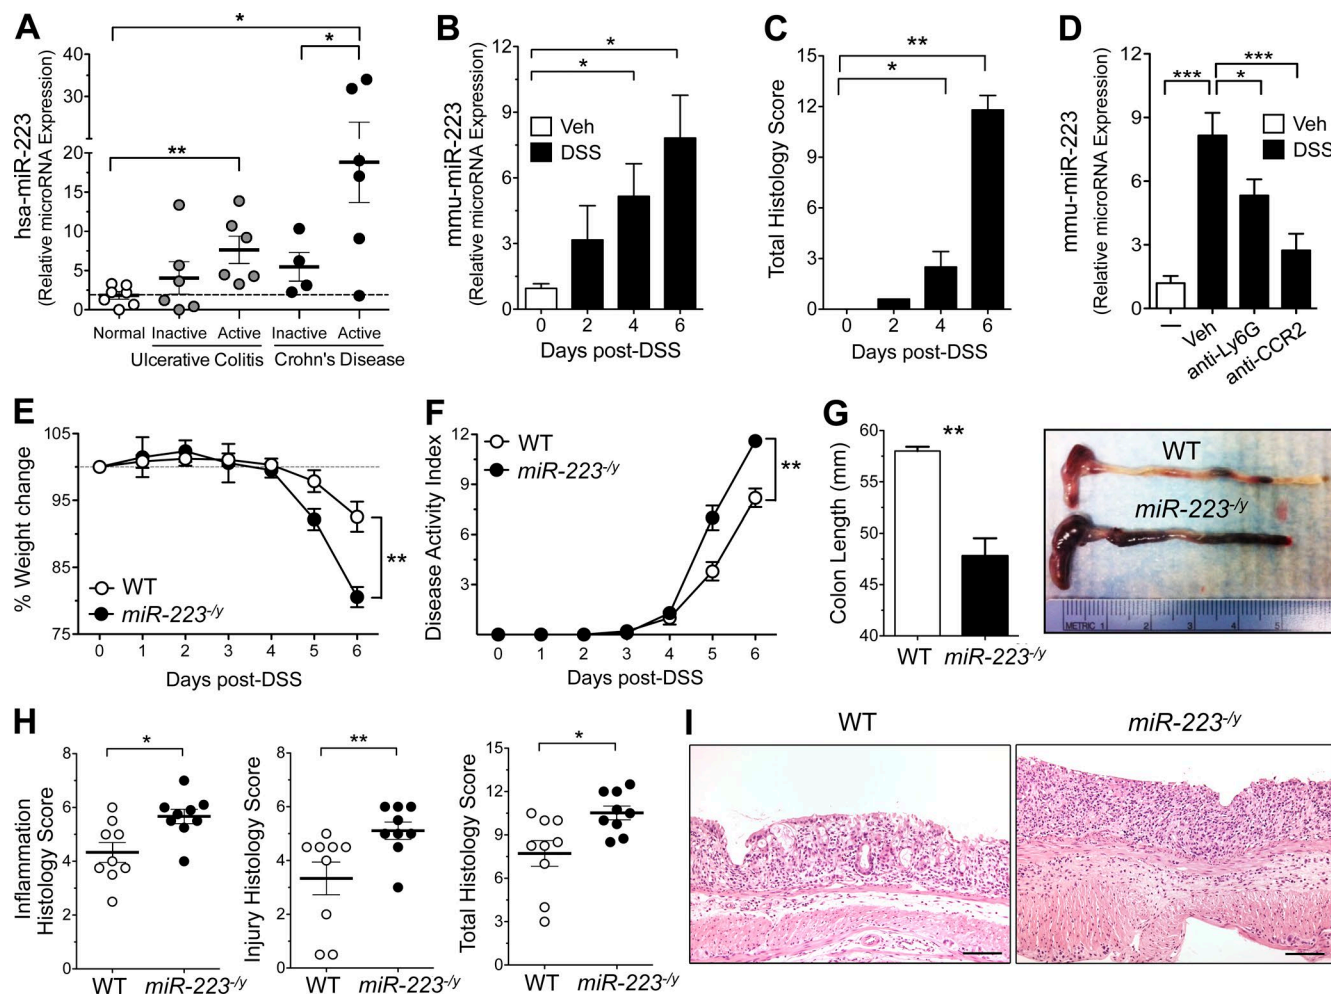 A
hsa-miR-223
(Relative microRNA Expression)
40
30
20
15
10
5
0
*
*
**
Normal Inactive Active Inactive Active
Ulcerative Colitis Crohn's Disease
B
mmu-miR-223
(Relative microRNA Expression)
12
9
6
3
0
*
*
Veh
DSS
0 2 4 6
Days post-DSS
C
Total Histology Score
15
12
9
6
3
0
**
*
0 2 4 6
Days post-DSS
D
mmu-miR-223
(Relative microRNA Expression)
12
9
6
3
0
*** ***
*
Veh
DSS
— Veh anti-Ly6G anti-CCR2
E
% Weight change
105
95
85
75
WT
miR-223-/y
**
0 1 2 3 4 5 6
Days post-DSS
F
Disease Activity Index
12
9
6
3
WT
miR-223-/y
**
0 1 2 3 4 5 6
Days post-DSS
G
Colon Length (mm)
60
55
50
45
40
**
WT miR-223-/y
WT
miR-223-/y
METRIC 1 2 3 4 5
H
Inflammation
Histology Score
8
6
4
2
0
*
WT miR-223-/y
Injury Histology Score
8
6
4
2
0
**
WT miR-223-/y
Total Histology Score
15
12
9
6
3
0
*
WT miR-223-/y
I
WT miR-223-/y